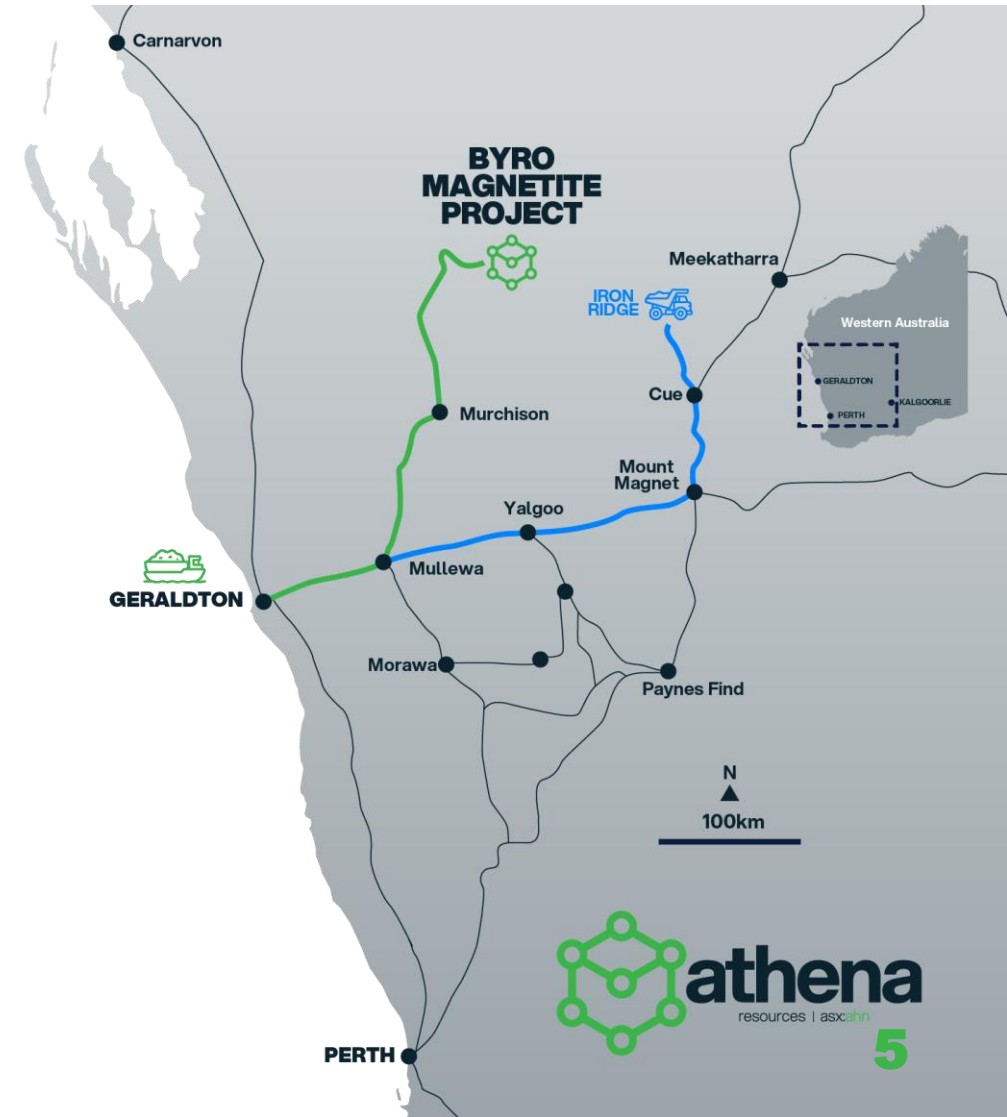 Carnarvon
BYRO
MAGNETITE
PROJECT
Meekatharra
IRON
RIDGE
Western Australia
GERALDTON
KALGOORLIE
PERTH
Cue
Murchison
Mount
Magnet
Yalgoo
Mullewa
GERALDTON
Morawa
Paynes Find
N
100km
athena
resources | asx:ahn
5
PERTH